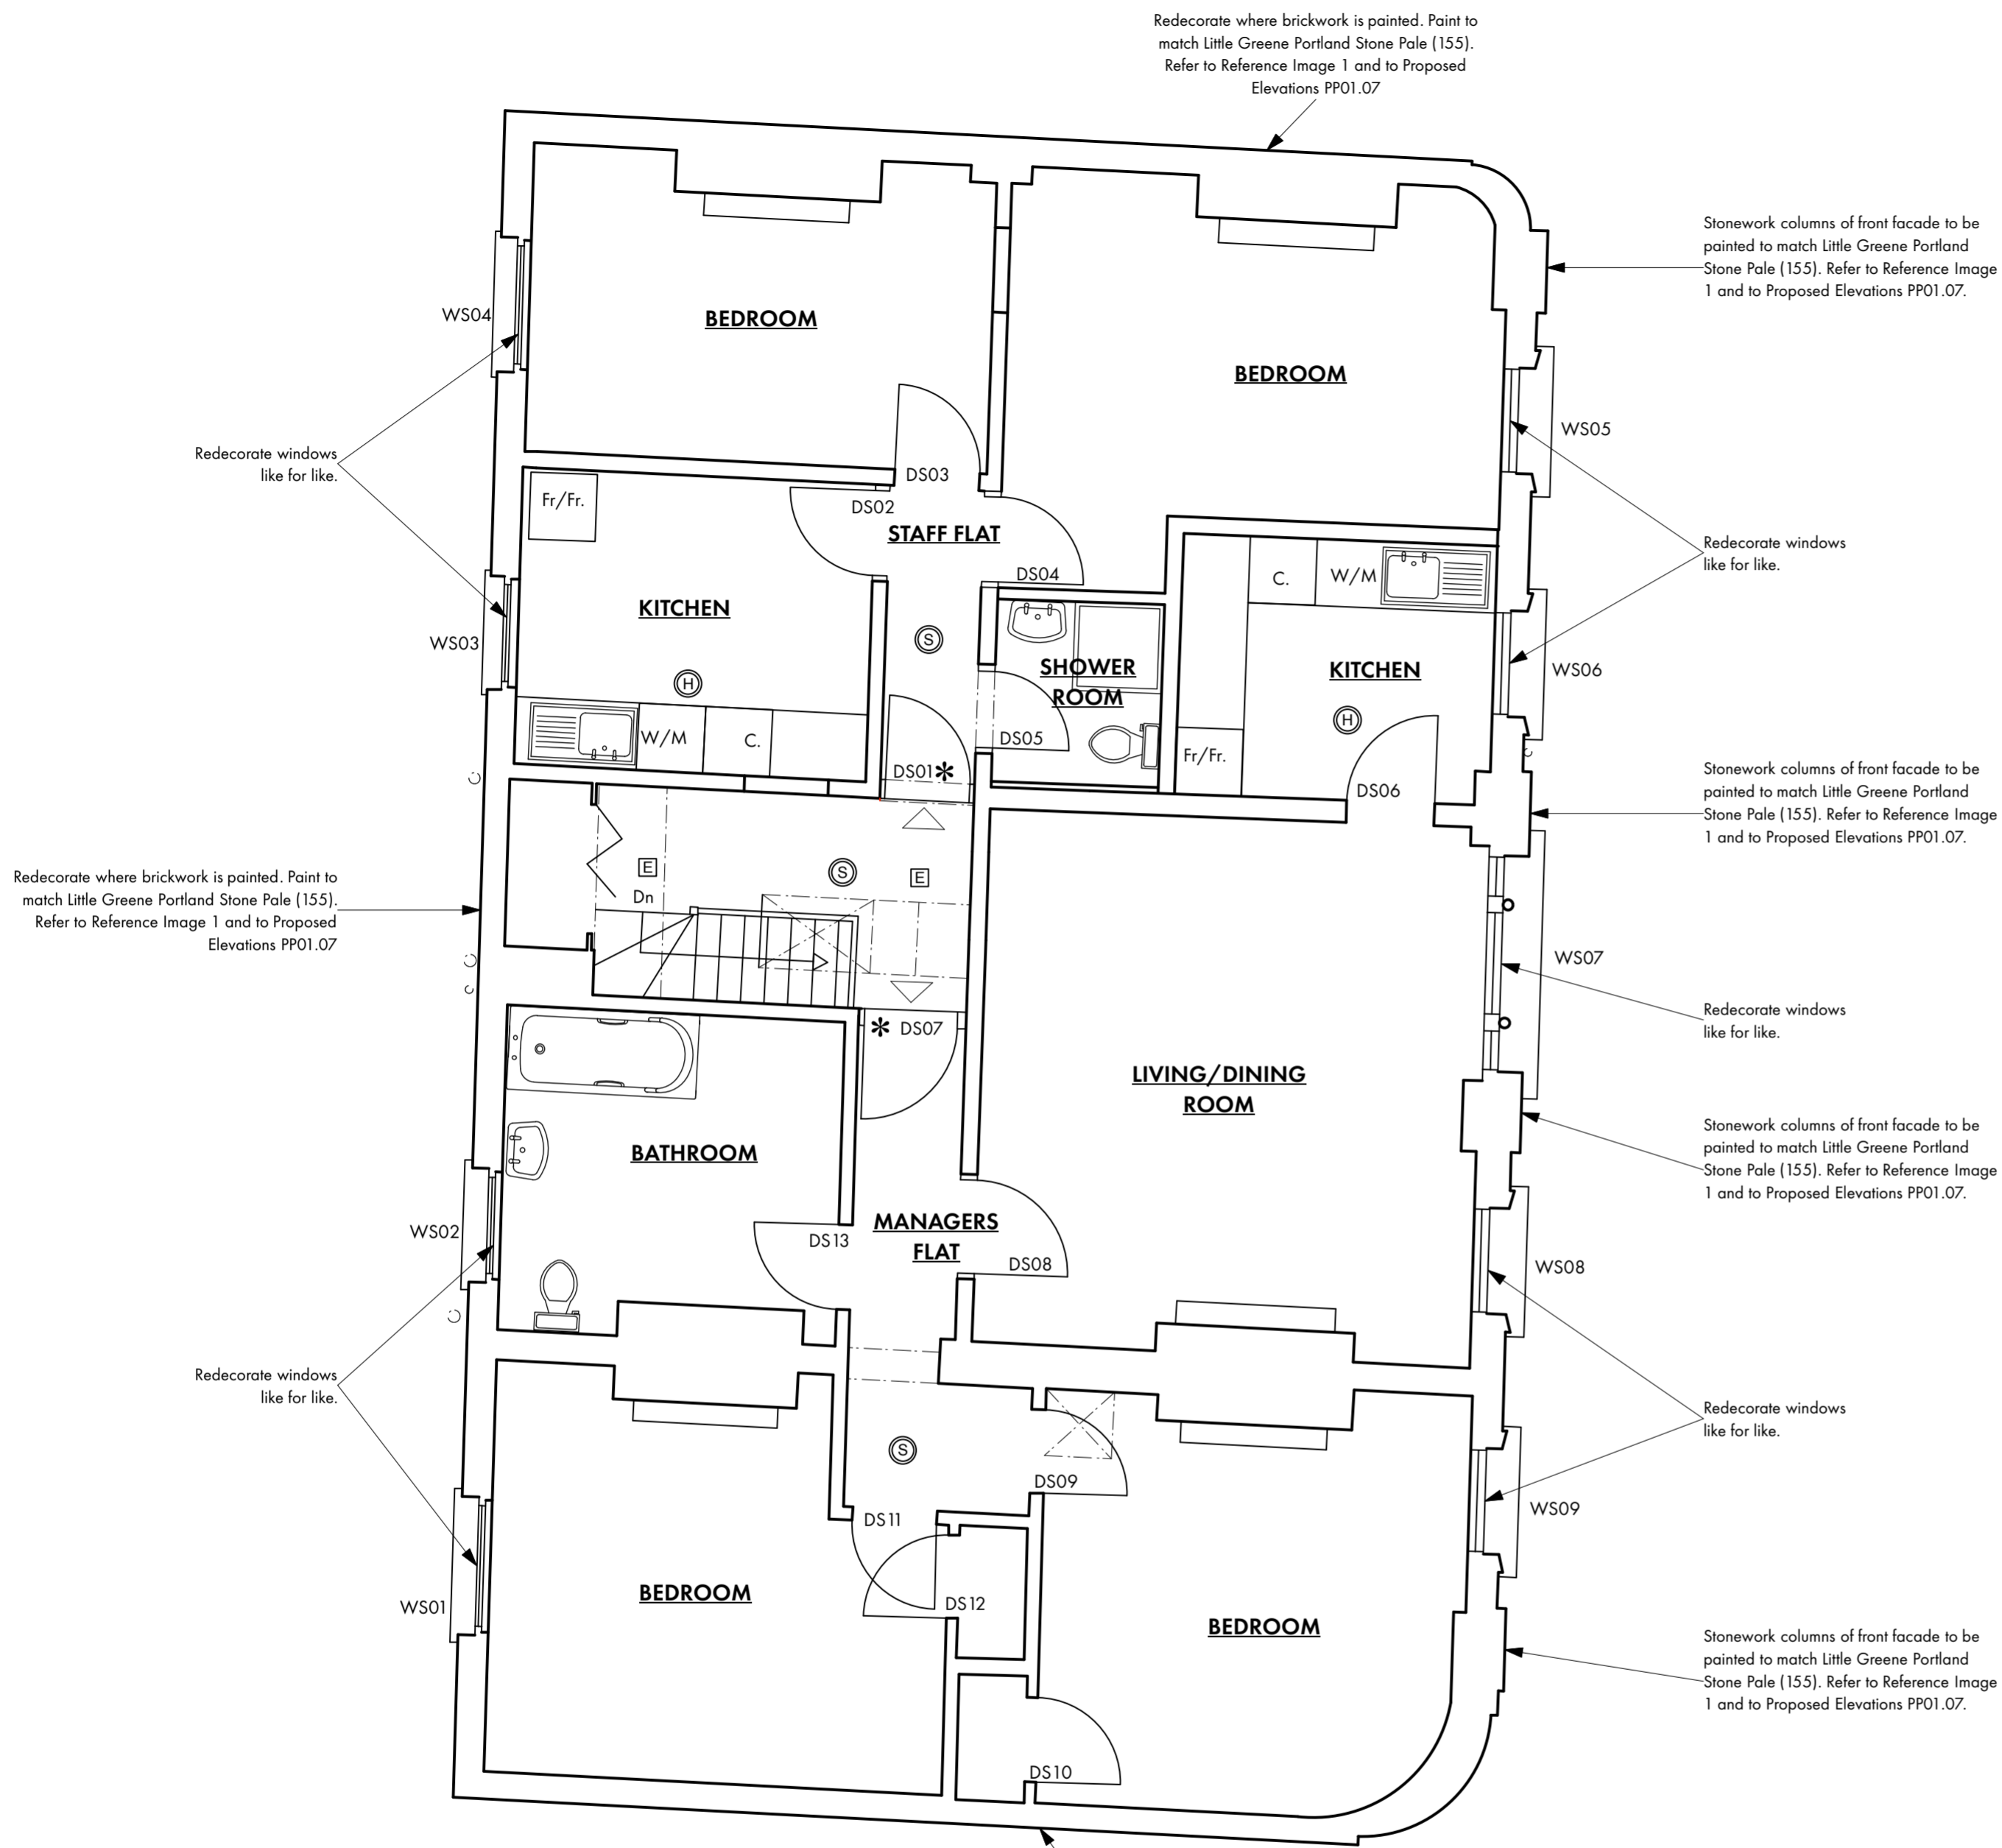 Redecorate where brickwork is painted. Paint to
match Little Greene Portland Stone Pale (155).
Refer to Reference Image 1 and to Proposed
Elevations PP01.07
Stonework columns of front facade to be
painted to match Little Greene Portland
Stone Pale (155). Refer to Reference Image
1 and to Proposed Elevations PP01.07.
WS04
BEDROOM
BEDROOM
WS05
Redecorate windows
like for like.
DS03
Fr/Fr.
DS02
STAFF FLAT
Redecorate windows
like for like.
DS04
C.
W/M
KITCHEN
WS03
S
SHOWER
ROOM
KITCHEN
WS06
H
H
W/M
C.
DS05
Fr/Fr.
DS01*
DS06
Stonework columns of front facade to be
painted to match Little Greene Portland
Stone Pale (155). Refer to Reference Image
1 and to Proposed Elevations PP01.07.
Redecorate where brickwork is painted. Paint to
match Little Greene Portland Stone Pale (155).
Refer to Reference Image 1 and to Proposed
Elevations PP01.07
E
S
E
Dn
WS07
Redecorate windows
like for like.
* DS07
LIVING/DINING
ROOM
BATHROOM
Stonework columns of front facade to be
painted to match Little Greene Portland
Stone Pale (155). Refer to Reference Image
1 and to Proposed Elevations PP01.07.
WS02
DS13
MANAGERS
FLAT
DS08
WS08
Redecorate windows
like for like.
Redecorate windows
like for like.
S
DS09
DS11
WS09
WS01
BEDROOM
DS12
BEDROOM
Stonework columns of front facade to be
painted to match Little Greene Portland
Stone Pale (155). Refer to Reference Image
1 and to Proposed Elevations PP01.07.
DS10